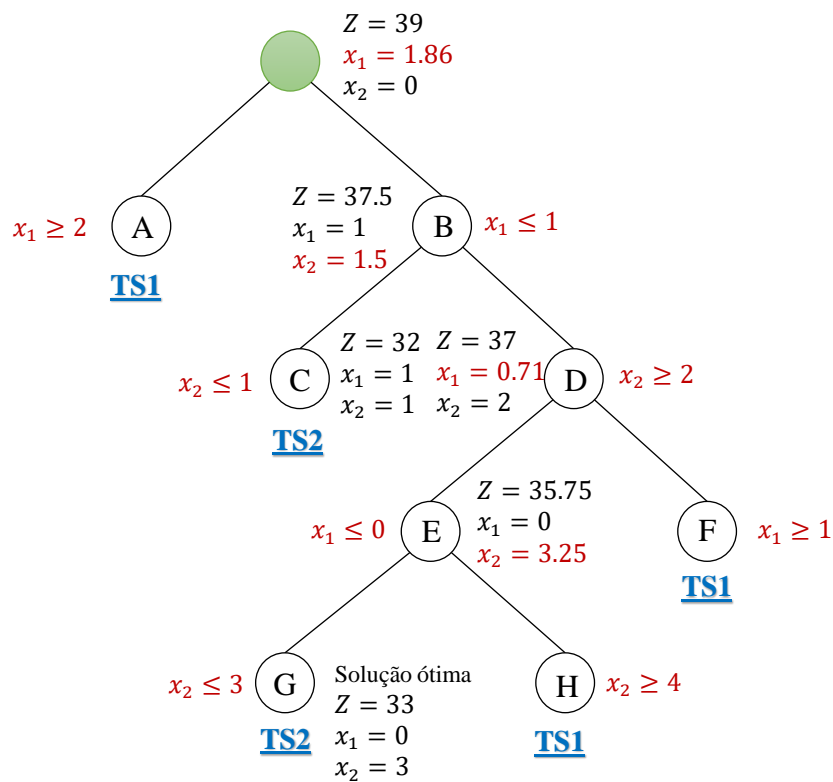 Z = 39
x₁ = 1.86
x₂ = 0
x₁ ≥ 2
A
TS1
Z = 37.5
x₁ = 1
x₂ = 1.5
B
x₁ ≤ 1
x₂ ≤ 1
C
TS2
Z = 32
x₁ = 1
x₂ = 1
Z = 37
x₁ = 0.71
x₂ = 2
D
x₂ ≥ 2
x₁ ≤ 0
E
Z = 35.75
x₁ = 0
x₂ = 3.25
F
x₁ ≥ 1
TS1
x₂ ≤ 3
G
TS2
Solução ótima
Z = 33
x₁ = 0
x₂ = 3
H
x₂ ≥ 4
TS1